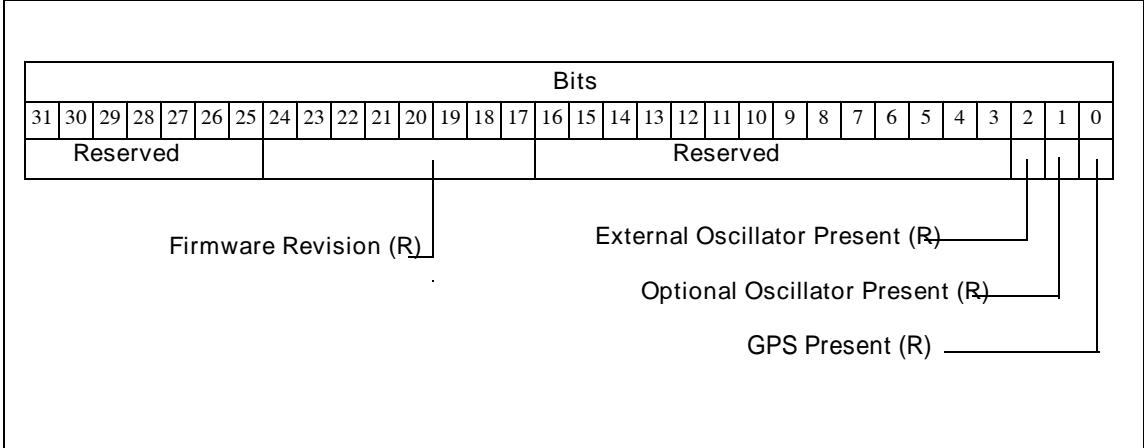 Bits
31 30 29 28 27 26 25 24 23 22 21 20 19 18 17 16 15 14 13 12 11 10 9 8 7 6 5 4 3 2 1 0
Reserved Reserved
Firmware Revision (R)
External Oscillator Present (R)
Optional Oscillator Present (R)
GPS Present (R)